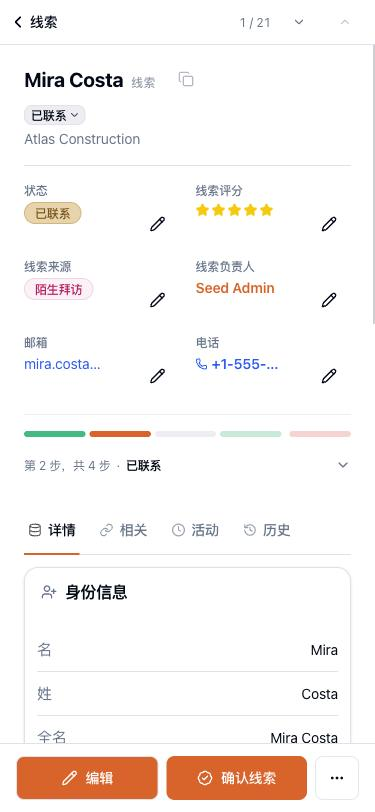 线索
1 / 21
Mira Costa 线索
已联系
Atlas Construction
状态
已联系
线索评分
线索来源
陌生拜访
线索负责人
Seed Admin
邮箱
mira.costa...
电话
+1-555-...
第 2 步，共 4 步 · 已联系
详情 相关 活动 历史
身份信息
名 Mira
姓 Costa
全名 Mira Costa
编辑 确认线索